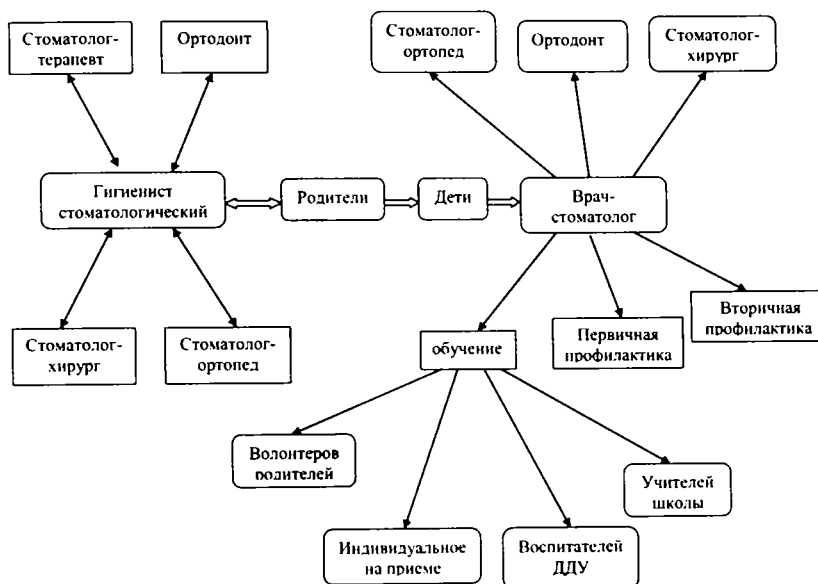 Стоматолог-
терапевт
Ортодонт
Стоматолог-
ортопед
Ортодонт
Стоматолог-
хирург
Гигиенист
стоматологический
Родители
Дети
Врач-
стоматолог
Стоматолог-
хирург
Стоматолог-
ортопед
обучение
Первичная
профилактика
Вторичная
профилактика
Волонтеров
родителей
Учителей
школы
Индивидуальное
на приеме
Воспитателей
ДДУ